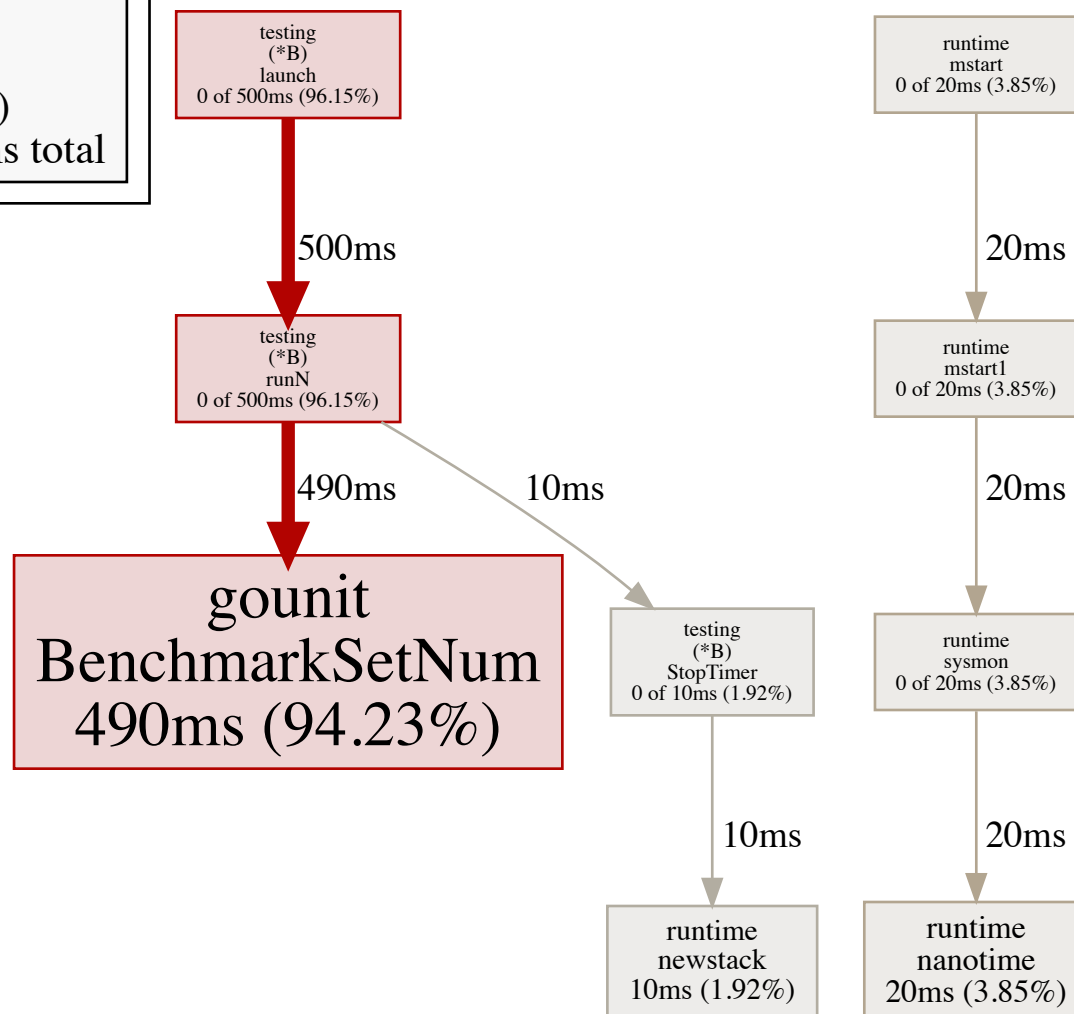 )
s total
testing
(*B)
launch
0 of 500ms (96.15%)
runtime
mstart
0 of 20ms (3.85%)
500ms
20ms
testing
(*B)
runN
0 of 500ms (96.15%)
runtime
mstart1
0 of 20ms (3.85%)
490ms
10ms
20ms
gounit
BenchmarkSetNum
490ms (94.23%)
testing
(*B)
StopTimer
0 of 10ms (1.92%)
runtime
sysmon
0 of 20ms (3.85%)
10ms
20ms
runtime
newstack
10ms (1.92%)
runtime
nanotime
20ms (3.85%)